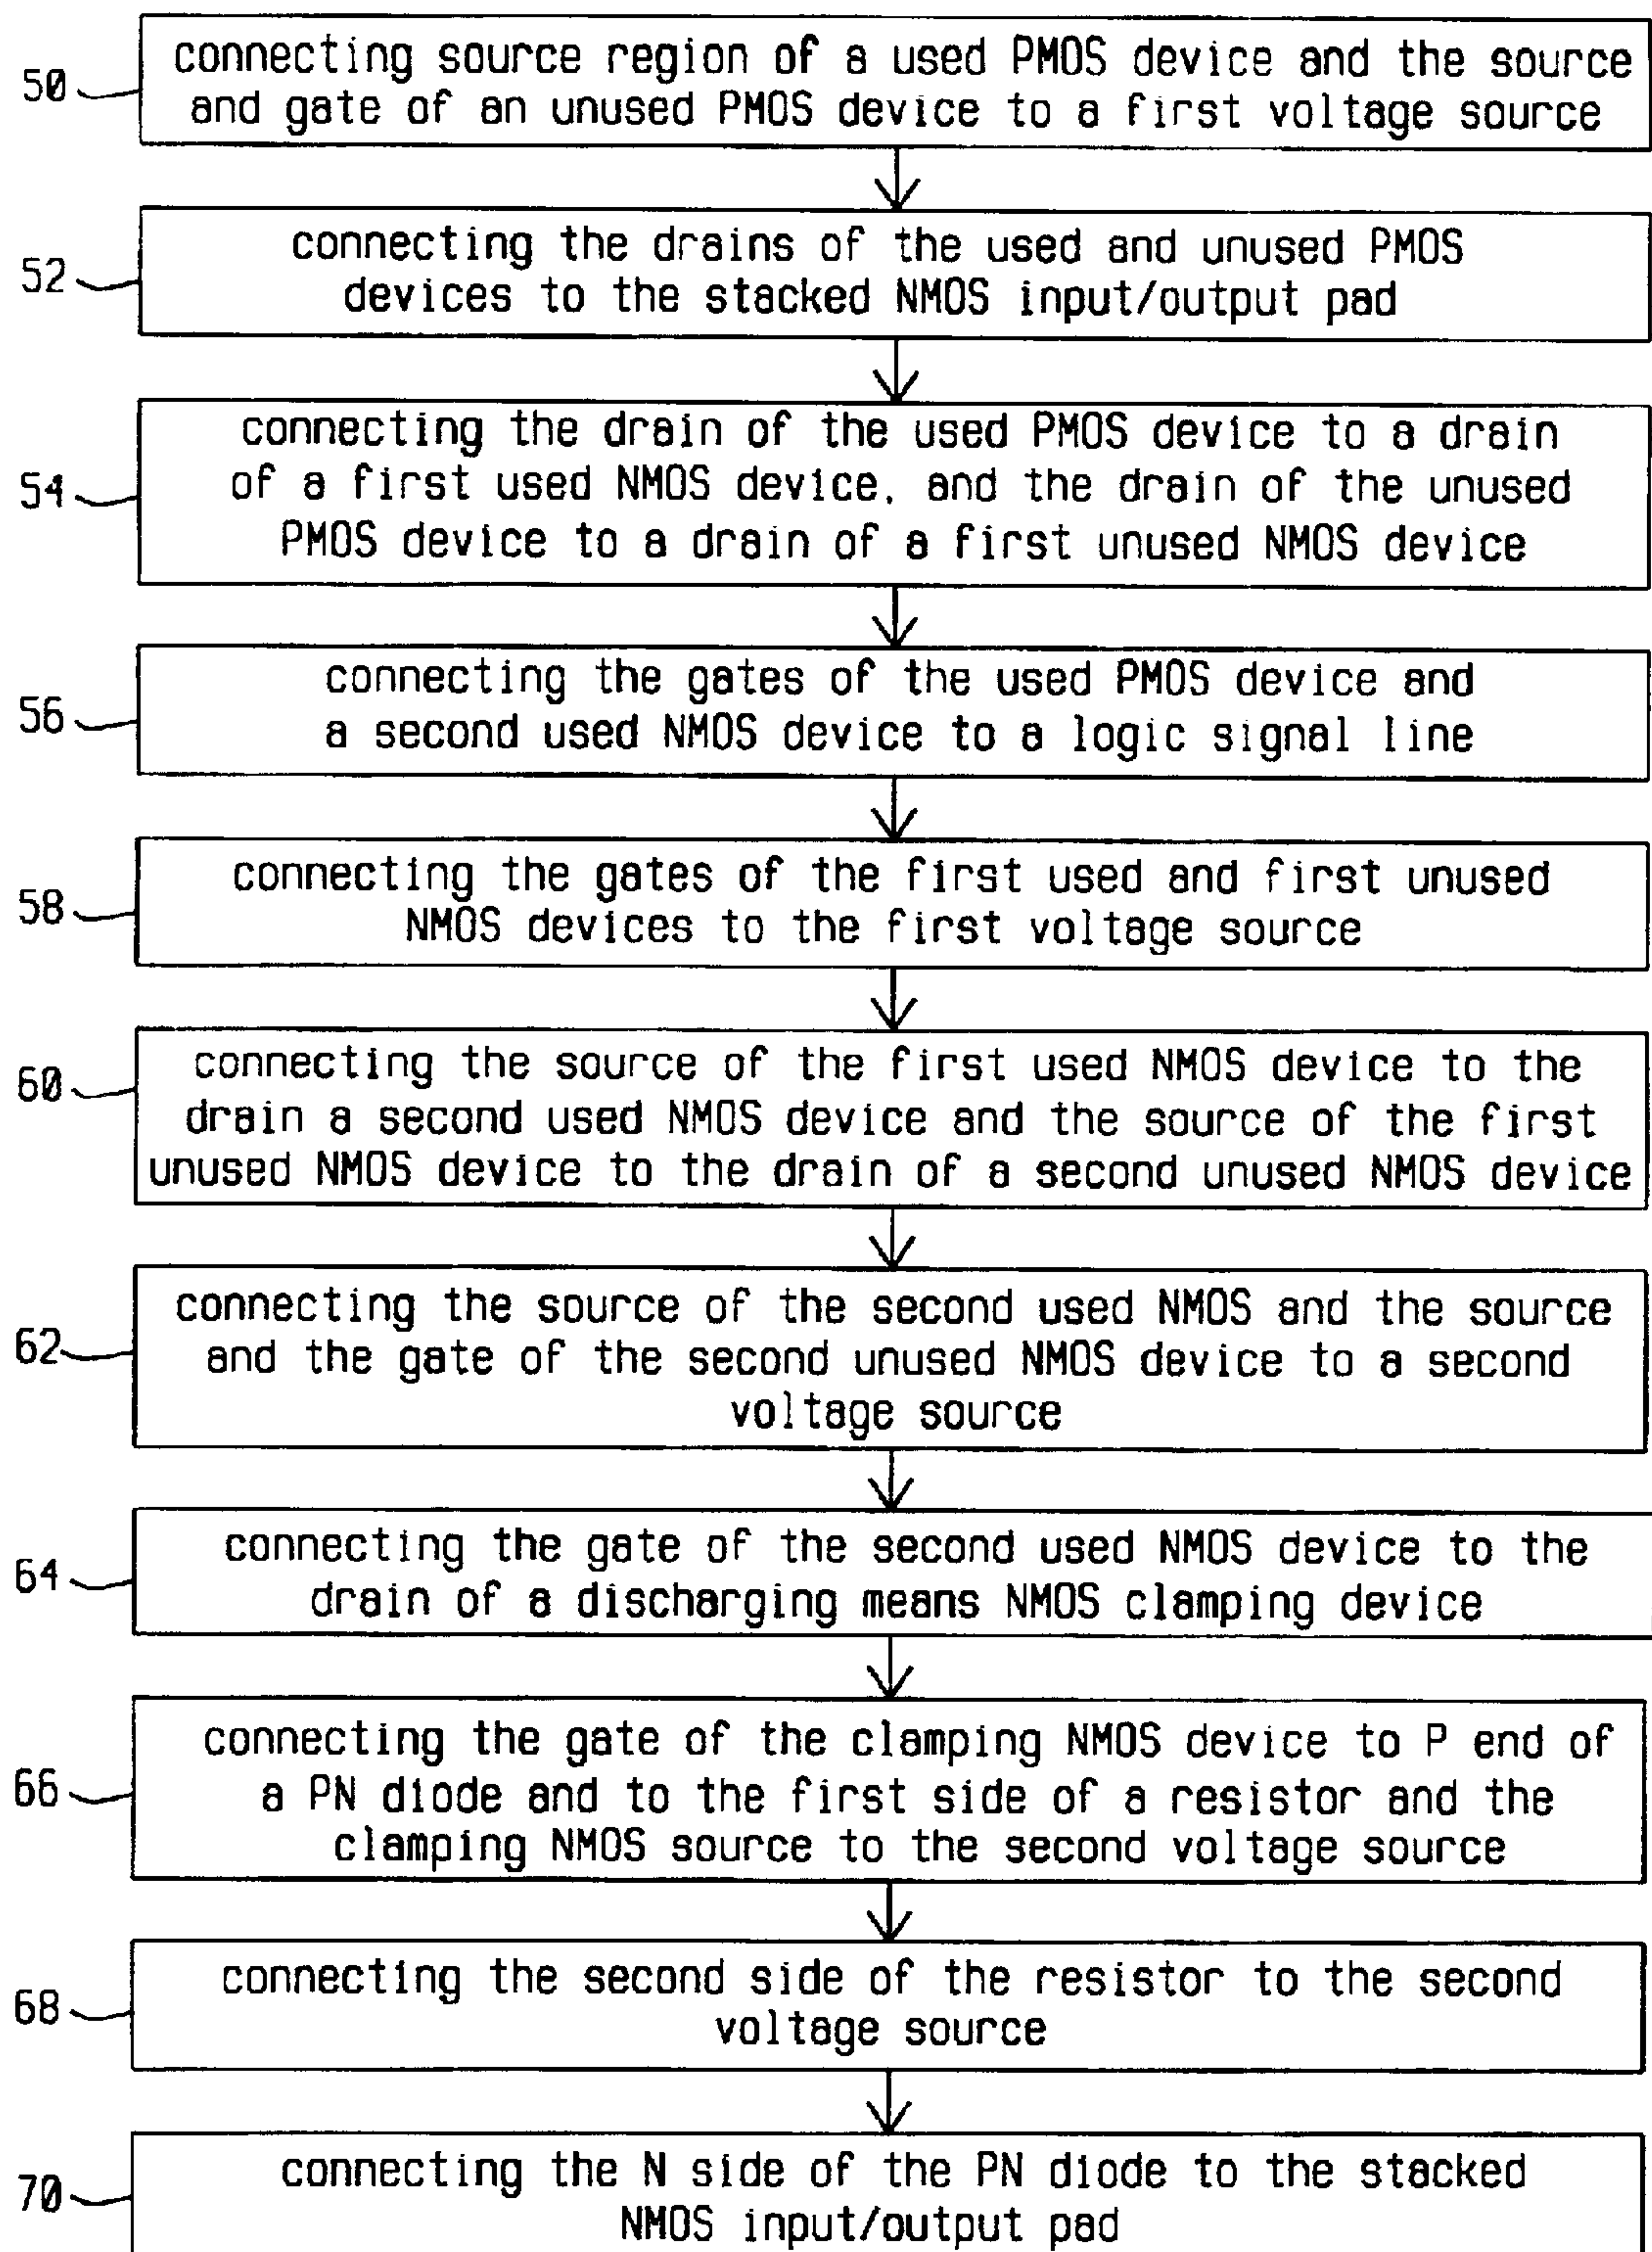 50
connecting source region of a used PMOS device and the source
and gate of an unused PMOS device to a first voltage source
52
connecting the drains of the used and unused PMOS
devices to the stacked NMOS input/output pad
54
connecting the drain of the used PMOS device to a drain
of a first used NMOS device, and the drain of the unused
PMOS device to a drain of a first unused NMOS device
56
connecting the gates of the used PMOS device and
a second used NMOS device to a logic signal line
58
connecting the gates of the first used and first unused
NMOS devices to the first voltage source
60
connecting the source of the first used NMOS device to the
drain a second used NMOS device and the source of the first
unused NMOS device to the drain of a second unused NMOS device
62
connecting the source of the second used NMOS and the source
and the gate of the second unused NMOS device to a second
voltage source
64
connecting the gate of the second used NMOS device to the
drain of a discharging means NMOS clamping device
66
connecting the gate of the clamping NMOS device to P end of
a PN diode and to the first side of a resistor and the
clamping NMOS source to the second voltage source
68
connecting the second side of the resistor to the second
voltage source
70
connecting the N side of the PN diode to the stacked
NMOS input/output pad